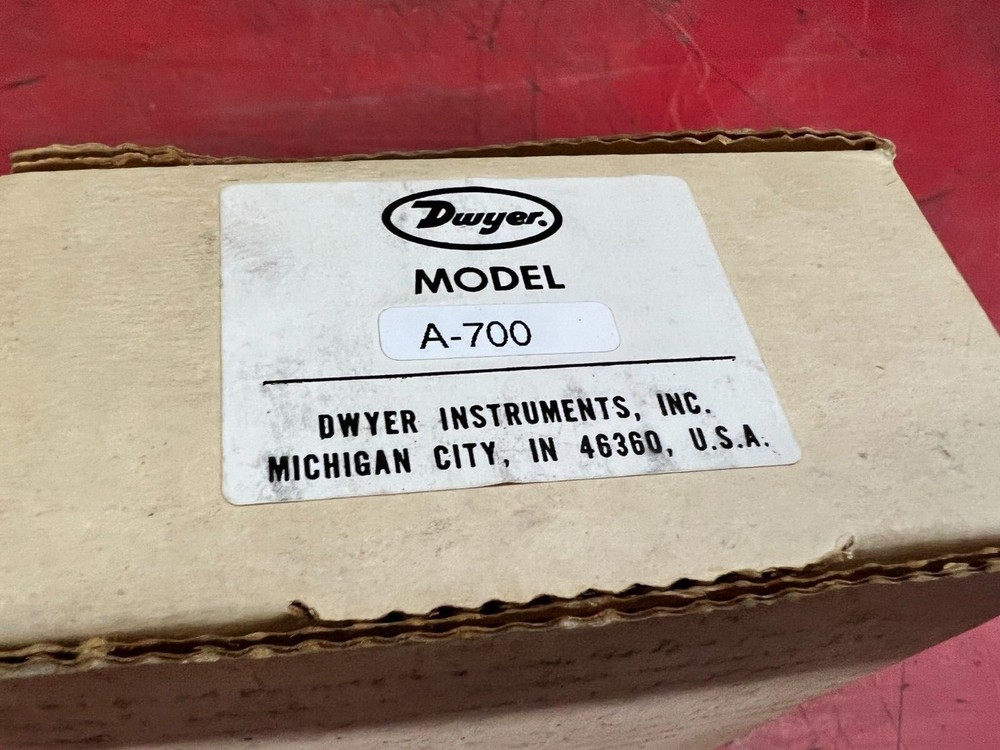 Dwyer.
MODEL
A-700
DWYER INSTRUMENTS, INC.
MICHIGAN CITY, IN 46360, U.S.A.